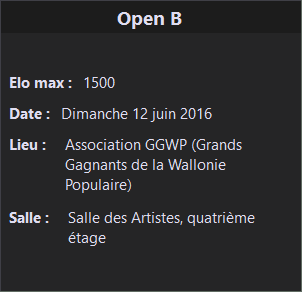 Open B
Elo max : 1500
Date : Dimanche 12 juin 2016
Lieu : Association GGWP (Grands
Gagnants de la Wallonie
Populaire)
Salle : Salle des Artistes, quatrième
étage